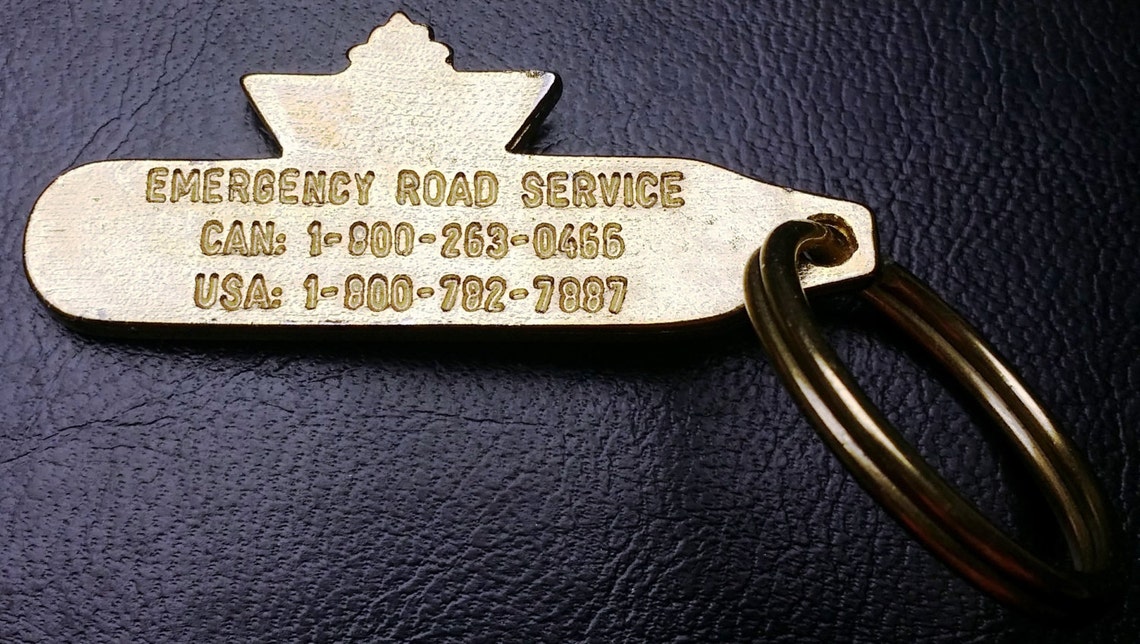 EMERGENCY ROAD SERVICE
CAN: 1-800-263-0466
USA: 1-800-782-7887